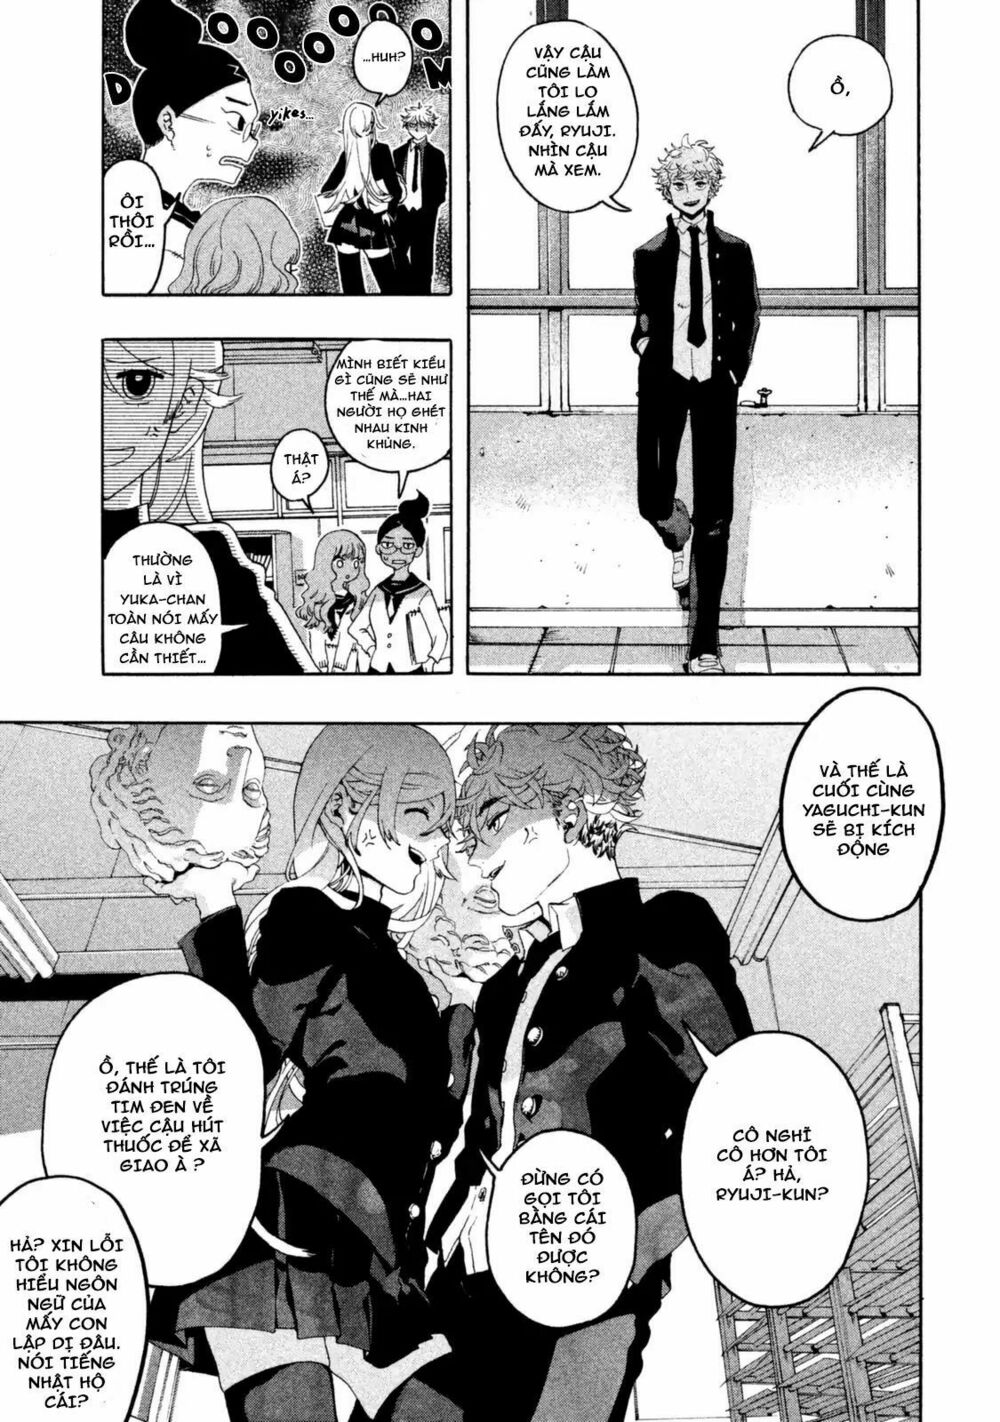 Ồ,
VẬY CẬU
CŨNG LÀM
TÔI LO
LẮNG LẮM
ĐẤY, RYUJI.
NHÌN CẬU
MÀ XEM.
DOOOOOOOM
...HUH?
yikes...
ÔI
THÔI
RỒI...
MÌNH BIẾT KIỂU
GÌ CŨNG SẼ NHƯ
THẾ MÀ...HAI
NGƯỜI HỌ GHÉT
NHAU KINH
KHỦNG.
THẬT
Á?
THƯỜNG
LÀ VÌ
YUKA-CHAN
TOÀN NÓI MẤY
CÂU KHÔNG
CẦN THIẾT...
VÀ THẾ LÀ
CUỐI CÙNG
YAGUCHI-KUN
SẼ BỊ KÍCH
ĐỘNG
CÔ NGHĨ
CÔ HƠN TÔI
Á? HẢ,
RYUJI-KUN?
ĐỪNG CÓ
GỌI TÔI
BẰNG CÁI
TÊN ĐÓ
ĐƯỢC
KHÔNG?
Ồ, THẾ LÀ TÔI
ĐÁNH TRÚNG
TIM ĐEN VỀ
VIỆC CẬU HÚT
THUỐC ĐỂ XÃ
GIAO À ?
HẢ? XIN LỖI
TÔI KHÔNG
HIỂU NGÔN
NGỮ CỦA
MẤY CON
LẬP DỊ ĐÂU.
NÓI TIẾNG
NHẬT HỘ
CÁI?